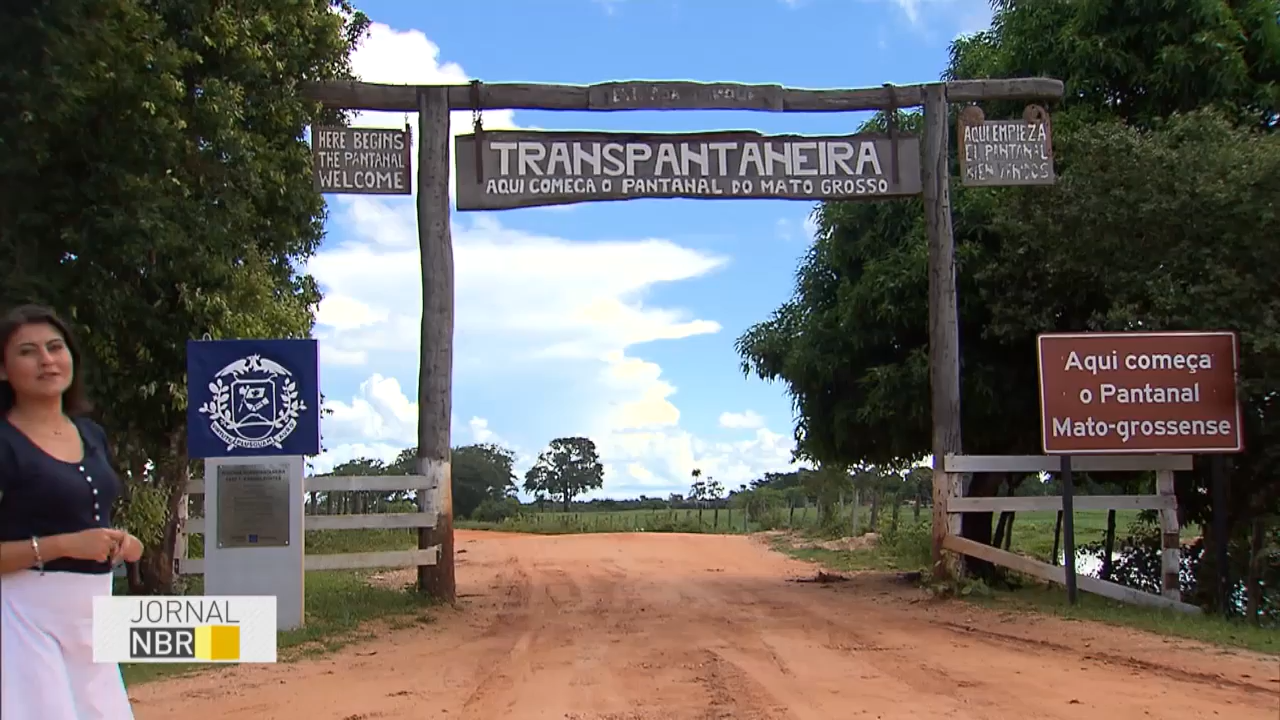 HERE BEGINS
THE PANTANAL
WELCOME
TRANSPANTANEIRA
AQUI COMEÇA O PANTANAL DO MATO GROSSO
AQUI EMPIEZA
EL PANTANAL
BIENVENIDOS
Aqui começa
o Pantanal
Mato-grossense
JORNAL
NBR